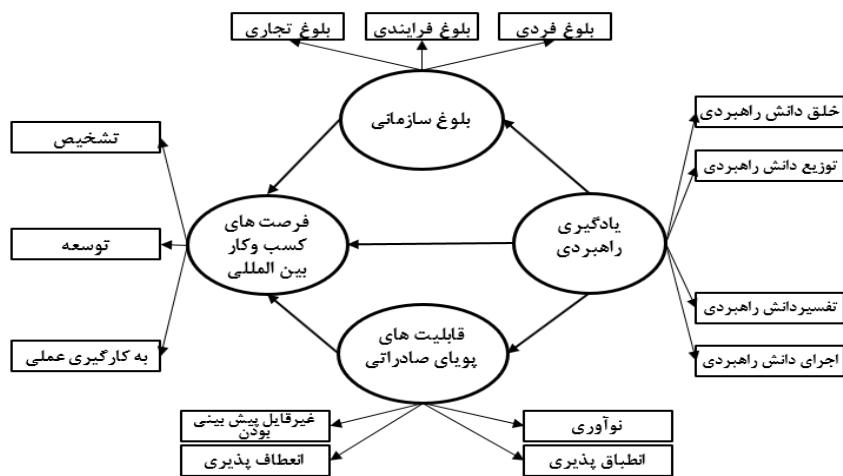 بلوغ فردی
بلوغ فرایندی
بلوغ تجاری
بلوغ سازمانی
خلق دانش راهبردی
توزیع دانش راهبردی
تفسیردانش راهبردی
اجرای دانش راهبردی
یادگیری
راهبردی
فرصت های
کسب وکار
بین المللی
تشخیص
توسعه
به کارگیری عملی
قابلیت های
پویای صادراتی
نوآوری
غیرقابل پیش بینی
بودن
انطباق پذیری
انعطاف پذیری